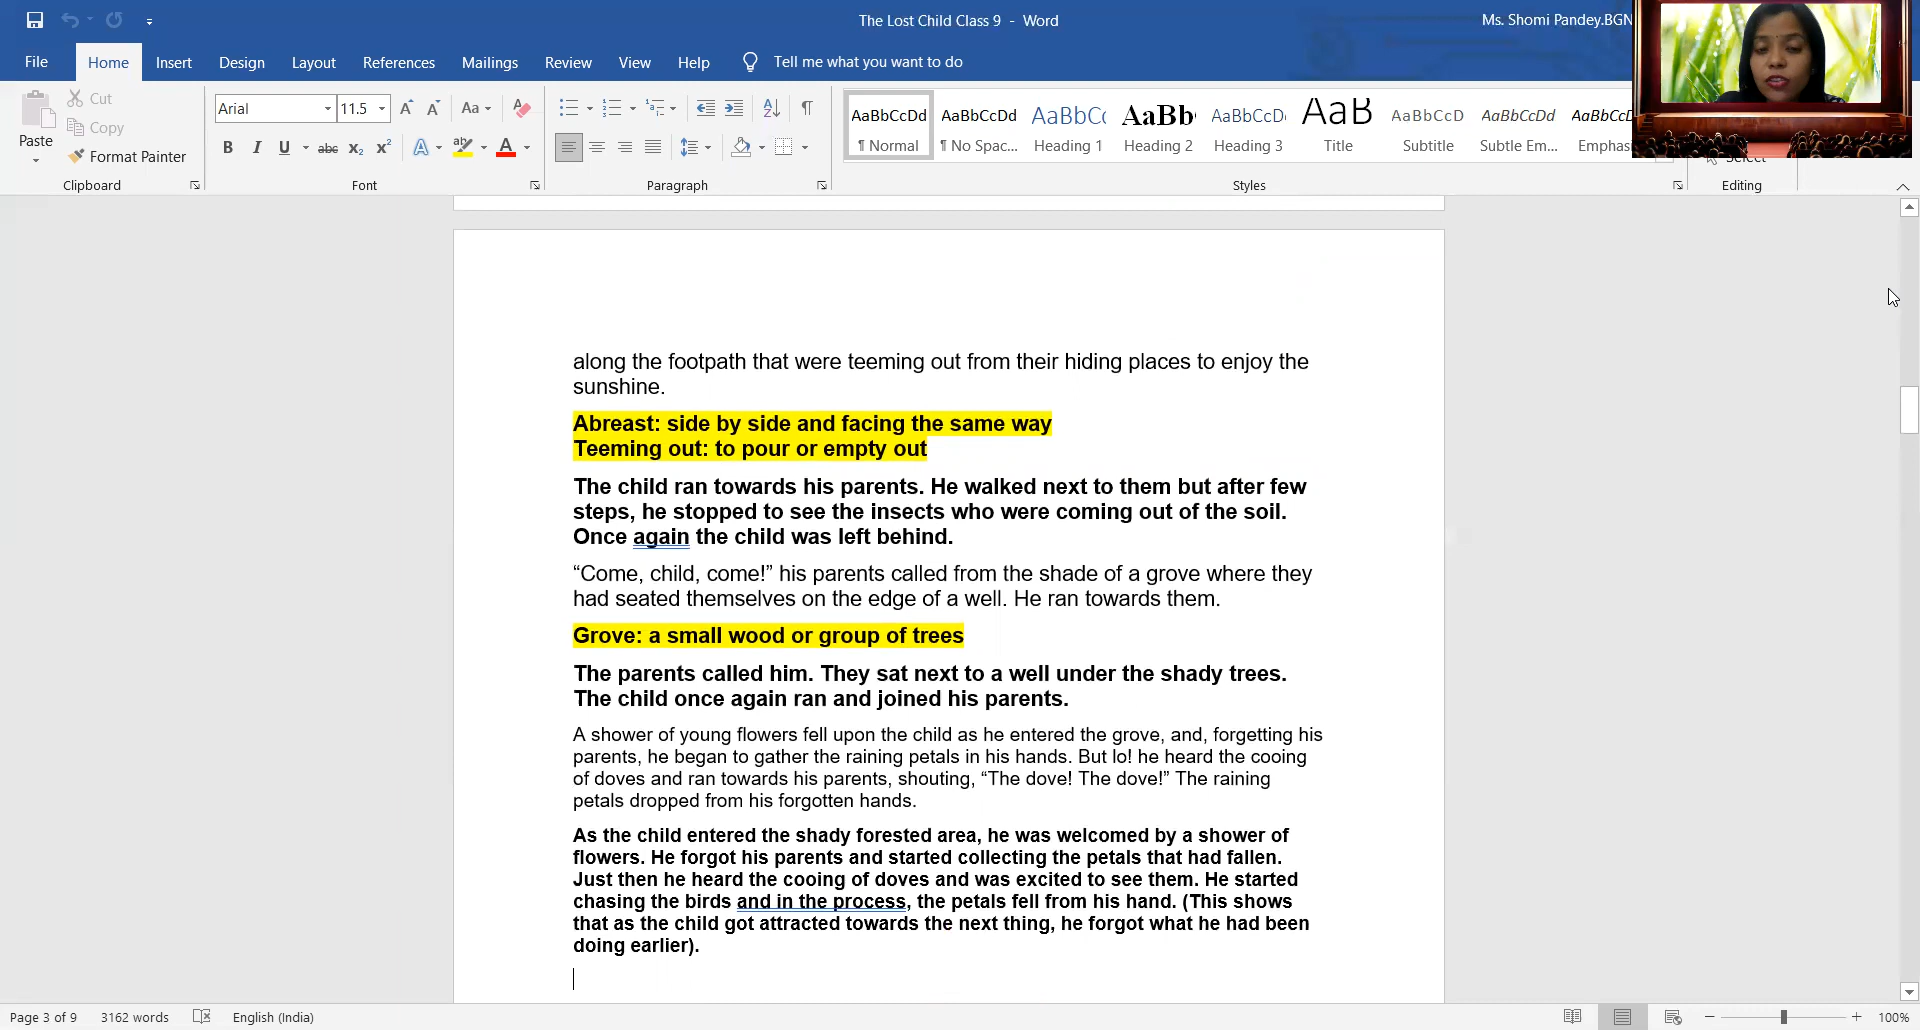 The Lost Child Class 9 - Word
Ms. Shomi Pandey.BGN
File Home Insert Design Layout References Mailings Review View Help Tell me what you want to do
Paste
Cut
Copy
Format Painter
Clipboard
Arial 11.5
Font
Paragraph
AaBbCcDd AaBbCcDd AaBbC AaBb AaBbCcD AaB AaBbCcD AaBbCcDd
¶ Normal ¶ No Spac... Heading 1 Heading 2 Heading 3 Title Subtitle Subtle Em...
Styles
Select
Editing
along the footpath that were teeming out from their hiding places to enjoy the
sunshine.
Abreast: side by side and facing the same way
Teeming out: to pour or empty out
The child ran towards his parents. He walked next to them but after few
steps, he stopped to see the insects who were coming out of the soil.
Once again the child was left behind.
“Come, child, come!” his parents called from the shade of a grove where they
had seated themselves on the edge of a well. He ran towards them.
Grove: a small wood or group of trees
The parents called him. They sat next to a well under the shady trees.
The child once again ran and joined his parents.
A shower of young flowers fell upon the child as he entered the grove, and, forgetting his
parents, he began to gather the raining petals in his hands. But lo! he heard the cooing
of doves and ran towards his parents, shouting, “The dove! The dove!” The raining
petals dropped from his forgotten hands.
As the child entered the shady forested area, he was welcomed by a shower of
flowers. He forgot his parents and started collecting the petals that had fallen.
Just then he heard the cooing of doves and was excited to see them. He started
chasing the birds and in the process, the petals fell from his hand. (This shows
that as the child got attracted towards the next thing, he forgot what he had been
doing earlier).
Page 3 of 9 3162 words English (India) 100%